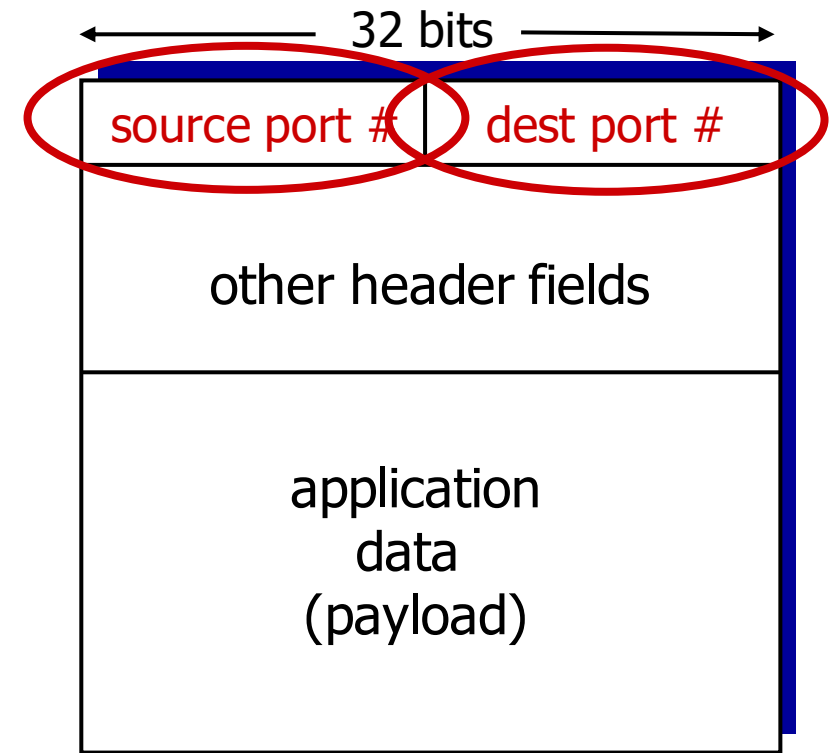 32 bits
source port # dest port #
other header fields
application
data
(payload)